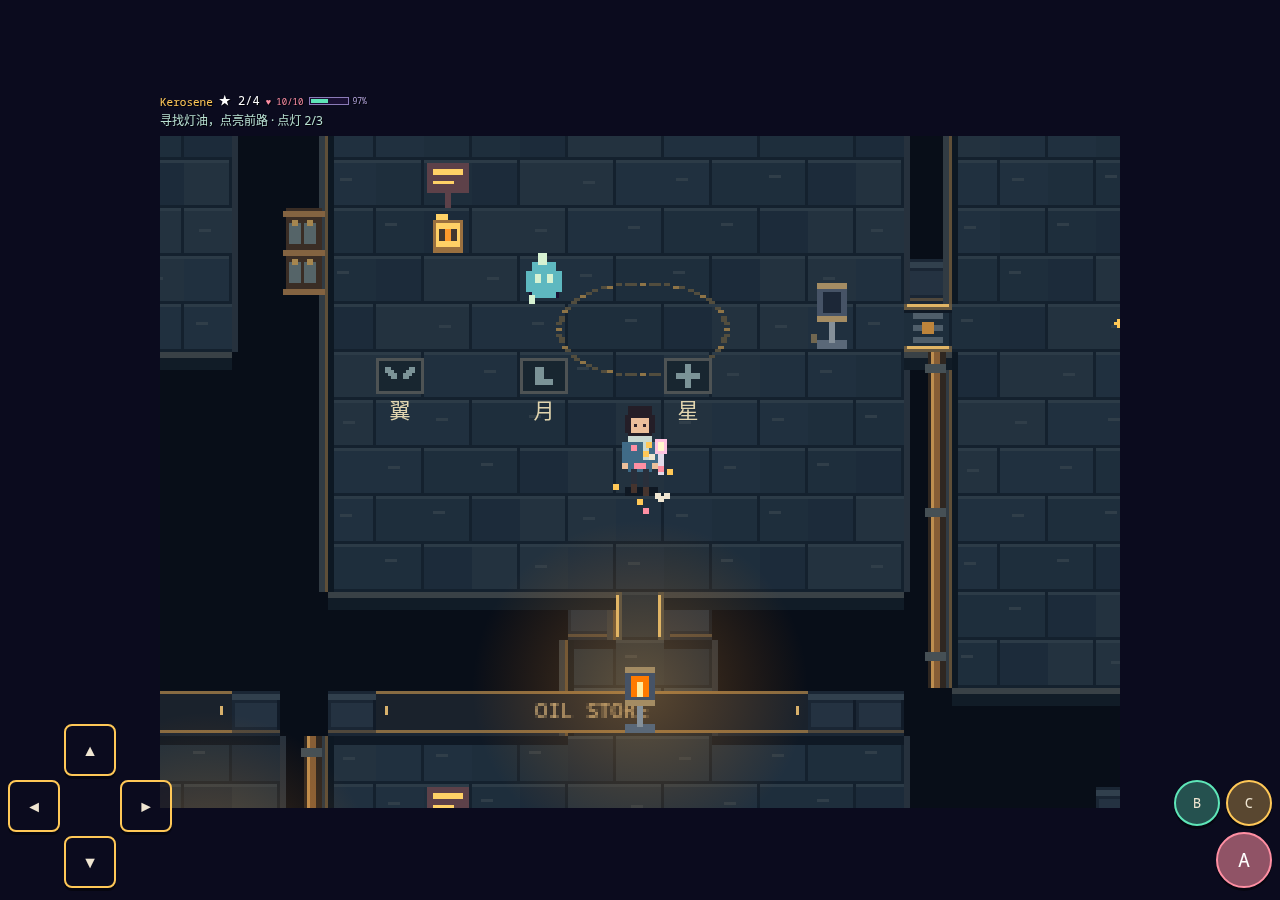 Kerosene ★ 2/4 ♥ 10/10 97%
寻找灯油，点亮前路 · 点灯 2/3
翼 月 星
OIL STORE
B C
A